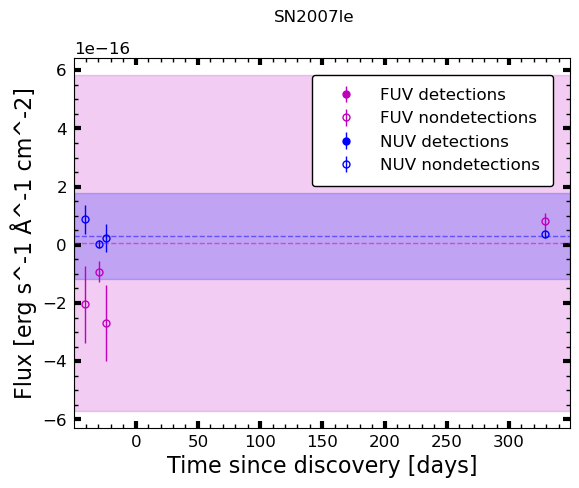 SN2007le
1e−16
FUV detections
FUV nondetections
NUV detections
NUV nondetections
6
4
2
0
−2
−4
−6
Flux [erg s^-1 Å^-1 cm^-2]
0 50 100 150 200 250 300
Time since discovery [days]